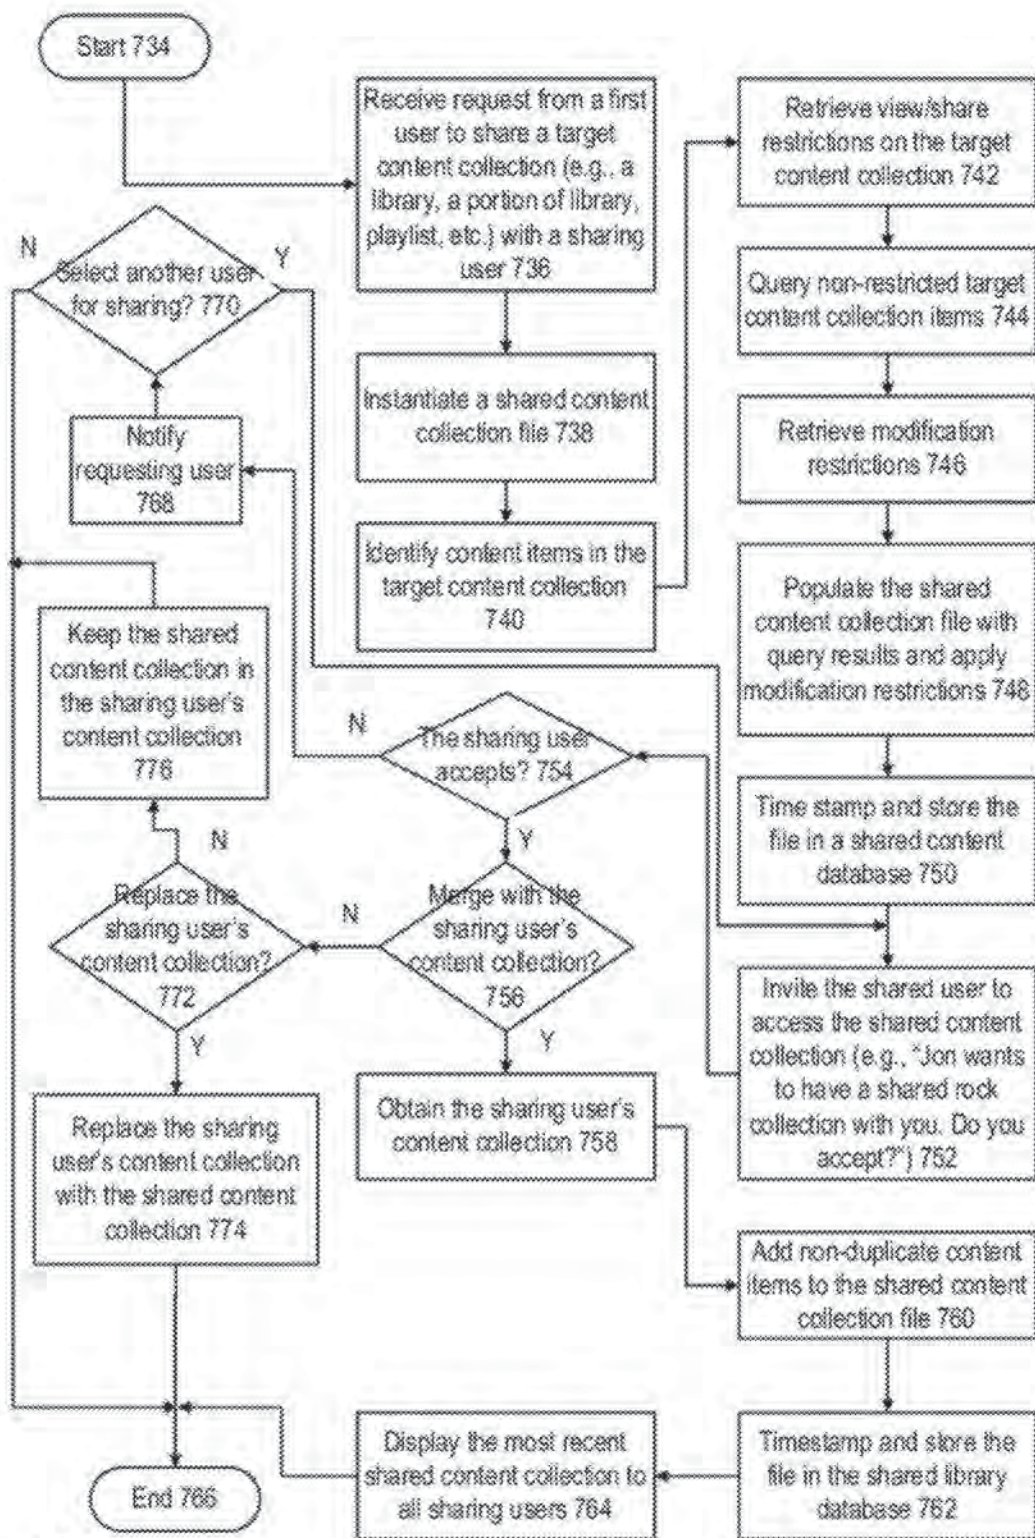 Start 734
Receive request from a first
user to share a target
content collection (e.g., a
library, a portion of library,
playlist, etc.) with a sharing
user 736
Instantiate a shared content
collection file 738
Identify content items in the
target content collection
740
Retrieve view/share
restrictions on the target
content collection 742
Query non-restricted target
content collection items 744
Retrieve modification
restrictions 746
Populate the shared
content collection file with
query results and apply
modification restrictions 748
Time stamp and store the
file in a shared content
database 750
Invite the shared user to
access the shared content
collection (e.g., "Jon wants
to have a shared rock
collection with you. Do you
accept?") 752
The sharing user
accepts? 754
N
Y
Notify
requesting user
768
Select another user
for sharing? 770
N
Y
Merge with the
sharing user's
content collection?
756
N
Y
Replace the
sharing user's
content collection?
772
N
Y
Keep the shared
content collection in
the sharing user's
content collection
776
Replace the sharing
user's content collection
with the shared content
collection 774
Obtain the sharing user's
content collection 758
Add non-duplicate content
items to the shared content
collection file 760
Timestamp and store the
file in the shared library
database 762
Display the most recent
shared content collection to
all sharing users 764
End 766